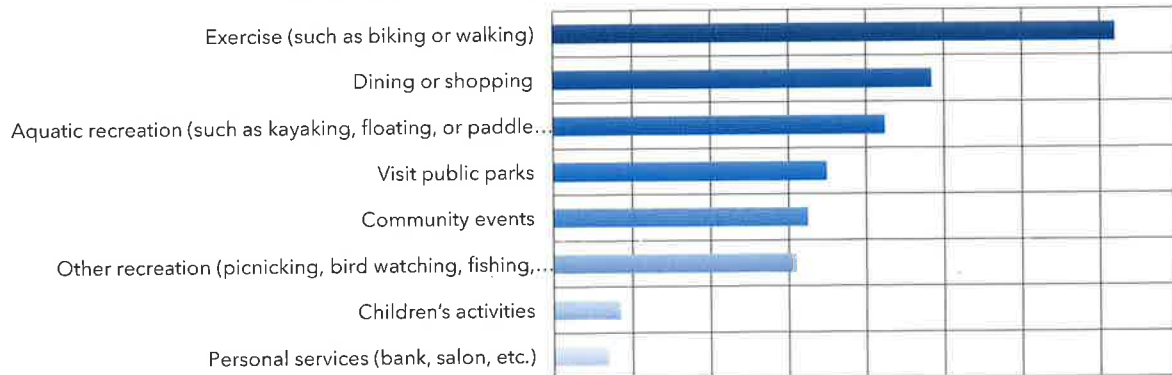 Exercise (such as biking or walking)
Dining or shopping
Aquatic recreation (such as kayaking, floating, or paddle...
Visit public parks
Community events
Other recreation (picnicking, bird watching, fishing,...
Children's activities
Personal services (bank, salon, etc.)